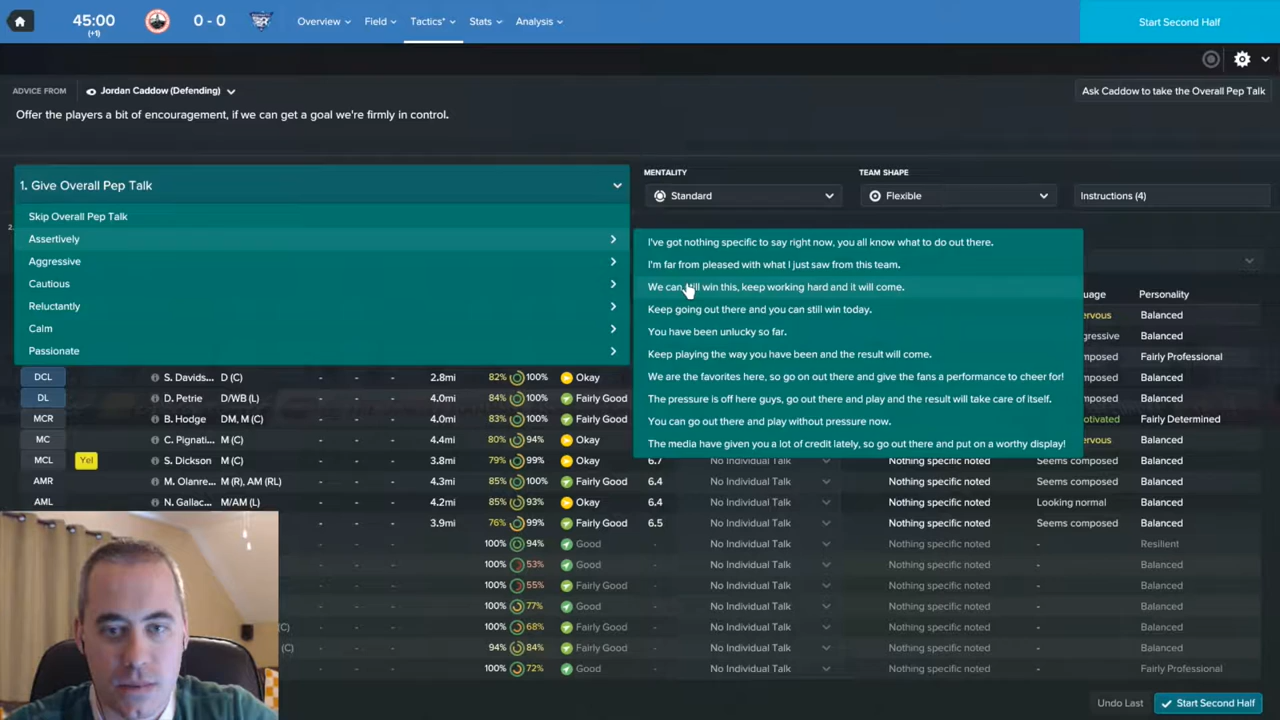 45:00
(+1)
0 - 0
Overview
Field
Tactics*
Stats
Analysis
Start Second Half
ADVICE FROM
Jordan Caddow (Defending)
Ask Caddow to take the Overall Pep Talk
Offer the players a bit of encouragement, if we can get a goal we're firmly in control.
1. Give Overall Pep Talk
MENTALITY
Standard
TEAM SHAPE
Flexible
Instructions (4)
Skip Overall Pep Talk
Assertively
Aggressive
Cautious
Reluctantly
Calm
Passionate
I've got nothing specific to say right now, you all know what to do out there.
I'm far from pleased with what I just saw from this team.
We can still win this, keep working hard and it will come.
Keep going out there and you can still win today.
You have been unlucky so far.
Keep playing the way you have been and the result will come.
We are the favorites here, so go on out there and give the fans a performance to cheer for!
The pressure is off here guys, go out there and play and the result will take care of itself.
You can go out there and play without pressure now.
The media have given you a lot of credit lately, so go out there and put on a worthy display!
Personality
Balanced
Balanced
Fairly Professional
DCL S. Davids... D (C) - - - 2.8mi 82% 100% Okay Balanced
DL D. Petrie D/WB (L) - - - 4.0mi 84% 100% Fairly Good Balanced
MCR B. Hodge DM, M (C) - - - 4.0mi 83% 100% Fairly Good Fairly Determined
MC C. Pignati... M (C) - - - 4.4mi 80% 94% Okay Balanced
MCL Yel S. Dickson M (C) - - - 3.8mi 79% 99% Okay 6.7 No Individual Talk Nothing specific noted Seems composed Balanced
AMR M. Olanre... M (R), AM (RL) - - - 4.3mi 85% 100% Fairly Good 6.4 No Individual Talk Nothing specific noted Seems composed Balanced
AML N. Gallac... M/AM (L) - - - 4.2mi 85% 93% Okay 6.4 No Individual Talk Nothing specific noted Looking normal Balanced
- - - 3.9mi 76% 99% Fairly Good 6.5 No Individual Talk Nothing specific noted Seems composed Balanced
- - - 100% 94% Good - No Individual Talk Nothing specific noted - Resilient
- - - 100% 53% Good - No Individual Talk Nothing specific noted - Balanced
- - - 100% 55% Fairly Good - No Individual Talk Nothing specific noted - Balanced
- - - 100% 77% Good - No Individual Talk Nothing specific noted - Balanced
(C) - - - 100% 68% Fairly Good - No Individual Talk Nothing specific noted - Balanced
(C) - - - 94% 84% Fairly Good - No Individual Talk Nothing specific noted - Balanced
- - - 100% 72% Good - No Individual Talk Nothing specific noted - Fairly Professional
Undo Last
Start Second Half